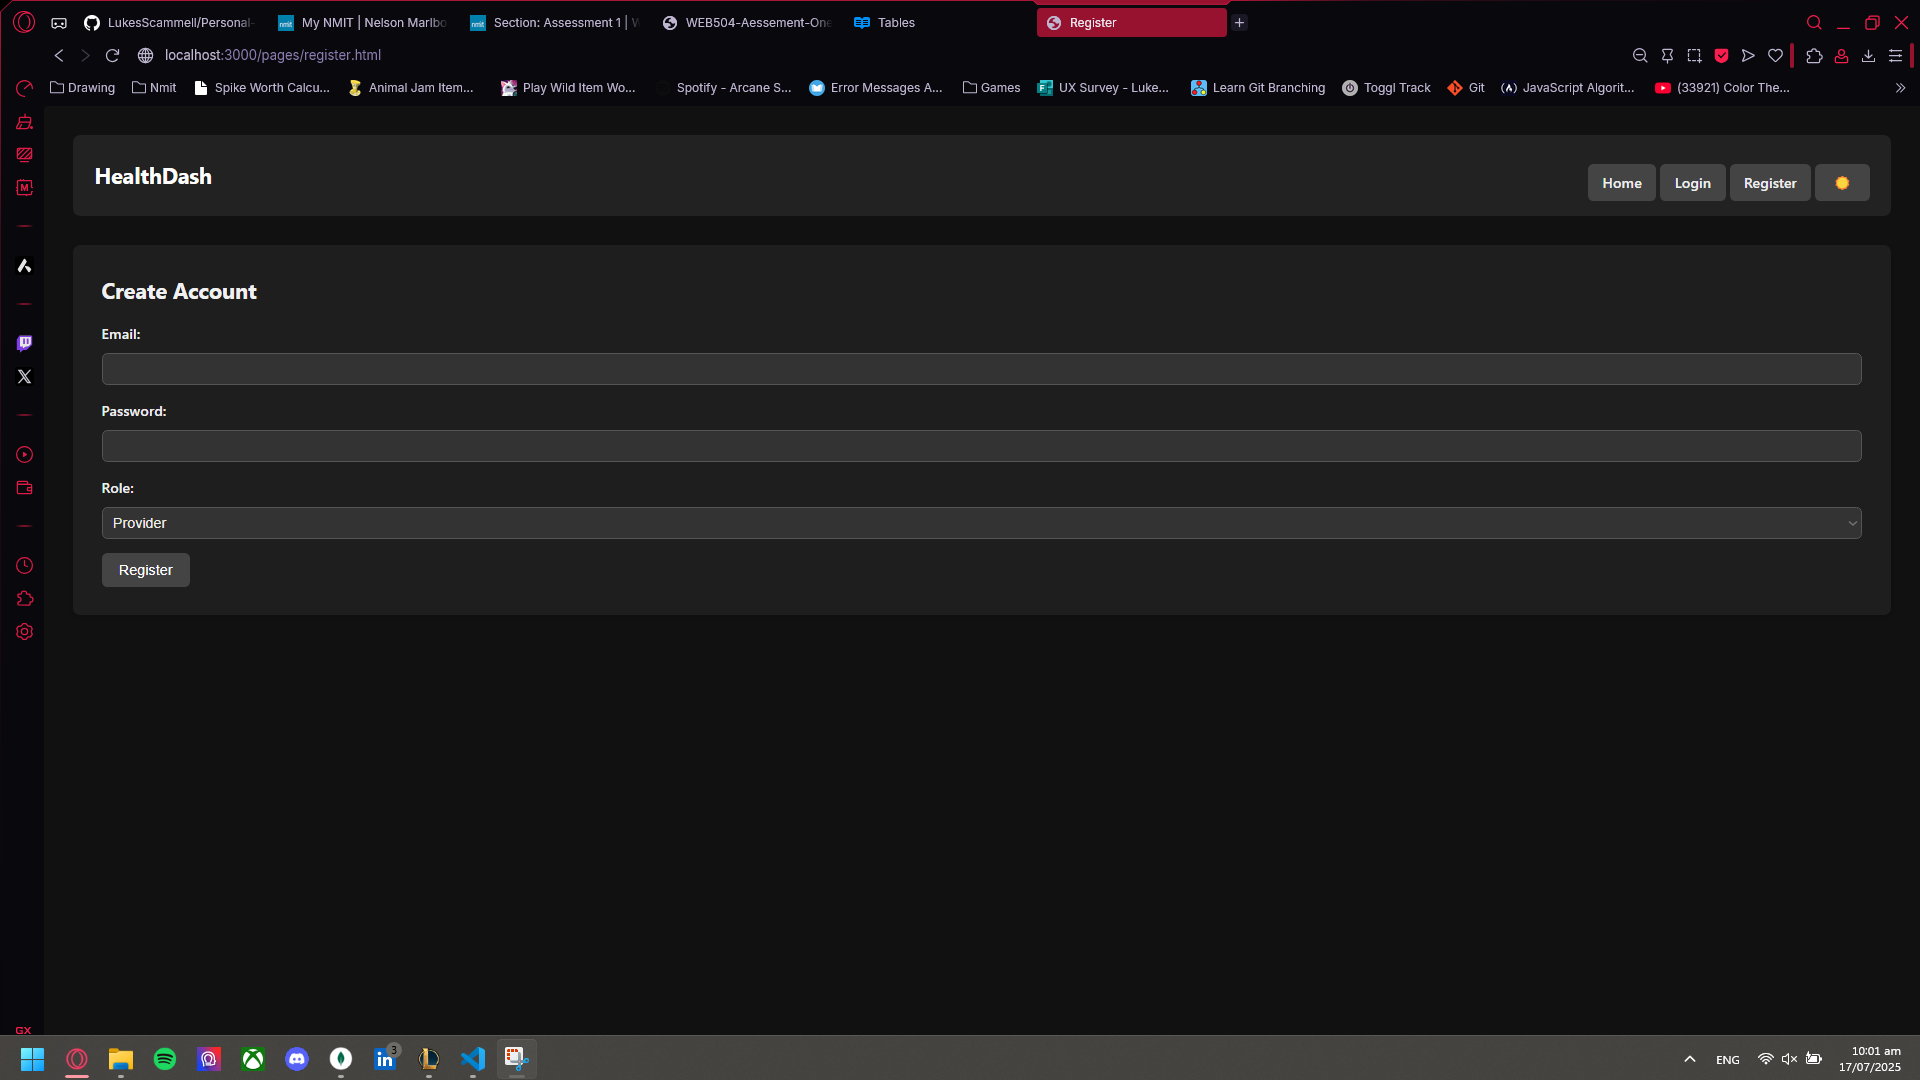 LukesScammell/Personal-
My NMIT | Nelson Marlbo
Section: Assessment 1 | W
WEB504-Aessement-One
Tables
Register
localhost:3000/pages/register.html
Drawing
Nmit
Spike Worth Calcu...
Animal Jam Item...
Play Wild Item Wo...
Spotify - Arcane S...
Error Messages A...
Games
UX Survey - Luke...
Learn Git Branching
Toggl Track
Git
JavaScript Algorit...
(33921) Color The...
HealthDash
Home
Login
Register
Create Account
Email:
Password:
Role:
Provider
Register
GX
3
ENG
10:01 am
17/07/2025